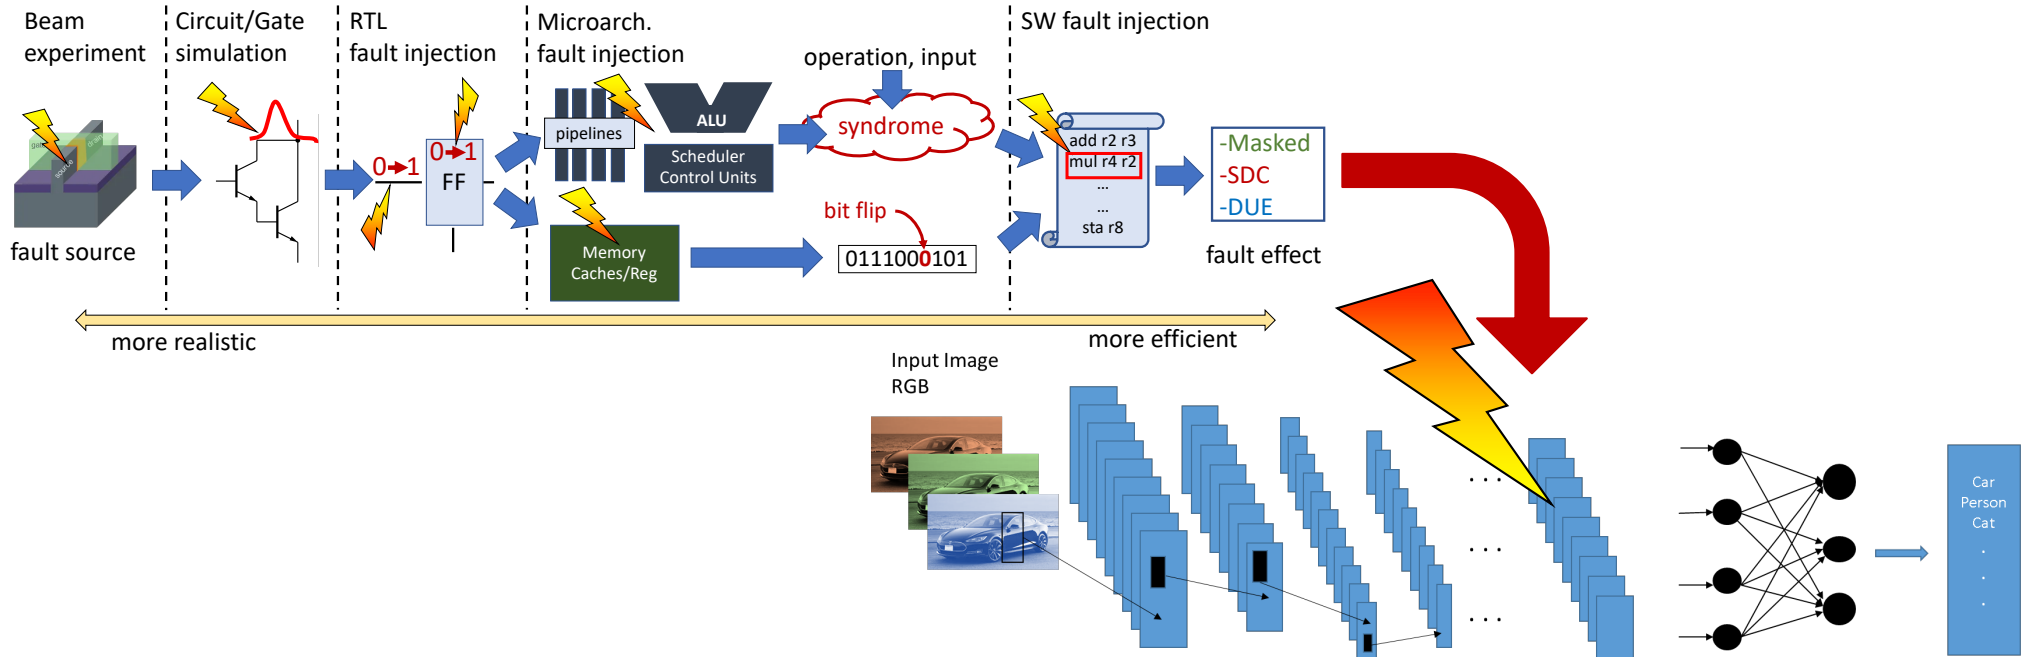 Beam
experiment
Circuit/Gate
simulation
RTL
fault injection
Microarch.
fault injection
operation, input
SW fault injection
source
fault source
0→1
0→1
FF
pipelines
ALU
Scheduler
Control Units
Memory
Caches/Reg
syndrome
bit flip
0111000101
add r2 r3
mul r4 r2
...
...
sta r8
-Masked
-SDC
-DUE
fault effect
more realistic
more efficient
Input Image
RGB
. . .
. . .
. . .
Car
Person
Cat
.
.
.